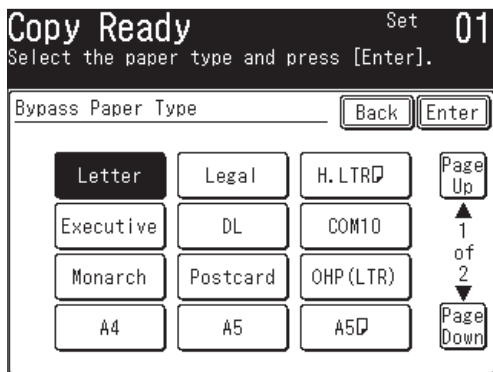 Copy Ready Set 01
Select the paper type and press [Enter].
Bypass Paper Type Back Enter
Letter Legal H.LTR Page Up
Executive DL COM10 1
of
Monarch Postcard OHP(LTR) 2
A4 A5 A5 Page Down